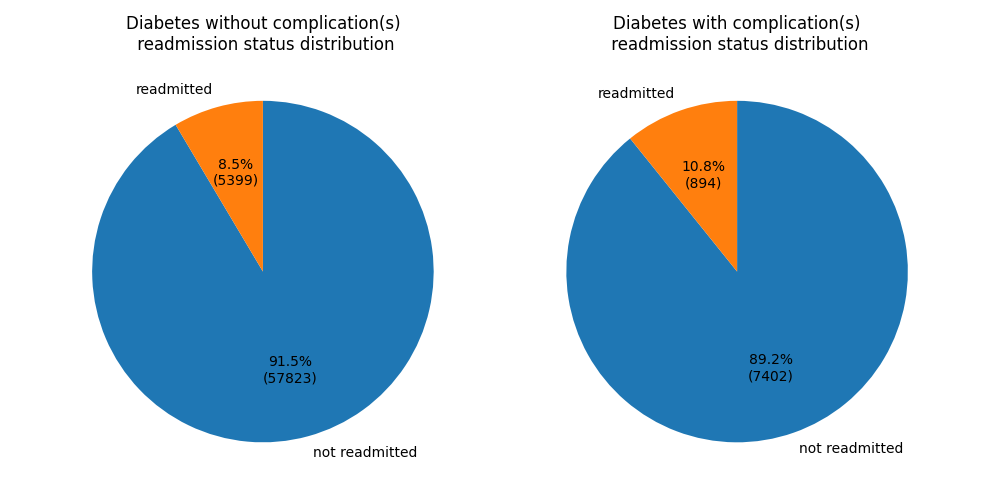 Diabetes without complication(s)
readmission status distribution
readmitted
8.5%
(5399)
91.5%
(57823)
not readmitted
Diabetes with complication(s)
readmission status distribution
readmitted
10.8%
(894)
89.2%
(7402)
not readmitted